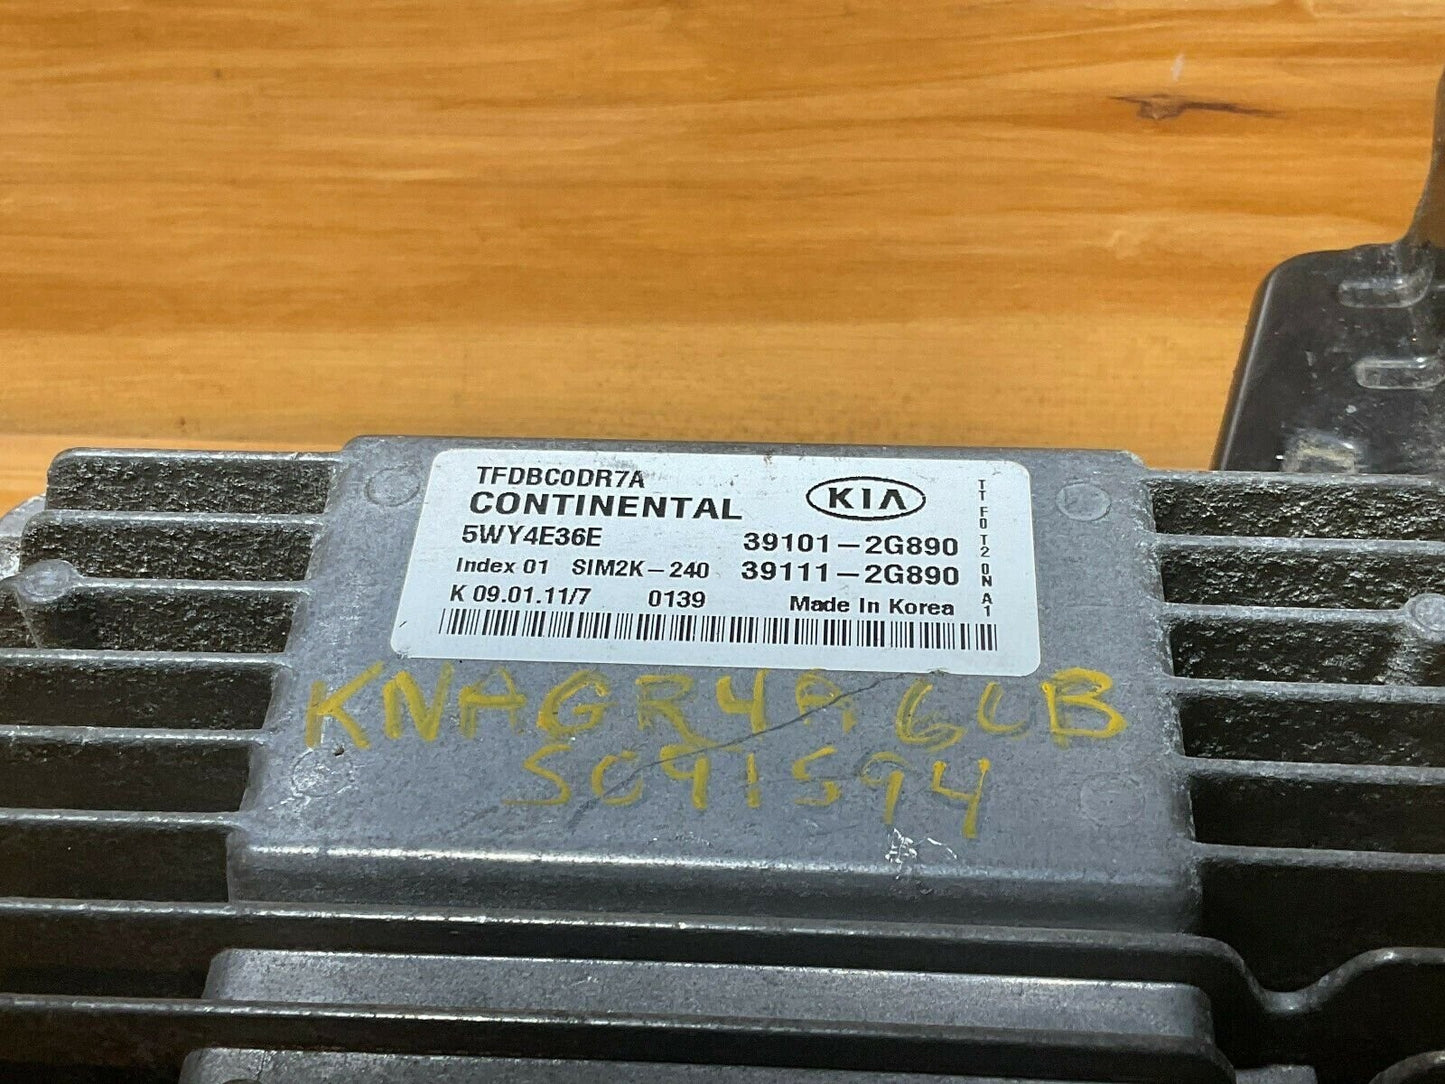 TFDBC0DR7A
CONTINENTAL
KIA
5WY4E36E
39101-2G890
Index 01 SIM2K-240 39111-2G890
K 09.01.11/7 0139 Made In Korea
TTFDT20NA1
KNAGR4A6CB
5C41594